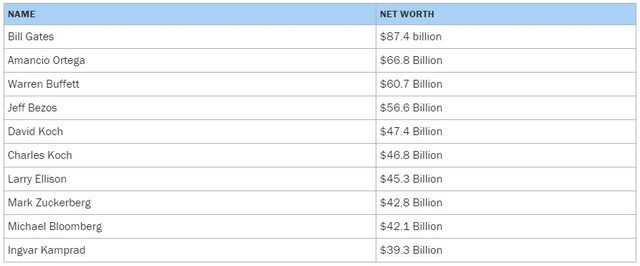 NAME NET WORTH
Bill Gates $87.4 billion
Amancio Ortega $66.8 Billion
Warren Buffett $60.7 Billion
Jeff Bezos $56.6 Billion
David Koch $47.4 Billion
Charles Koch $46.8 Billion
Larry Ellison $45.3 Billion
Mark Zuckerberg $42.8 Billion
Michael Bloomberg $42.1 Billion
Ingvar Kamprad $39.3 Billion